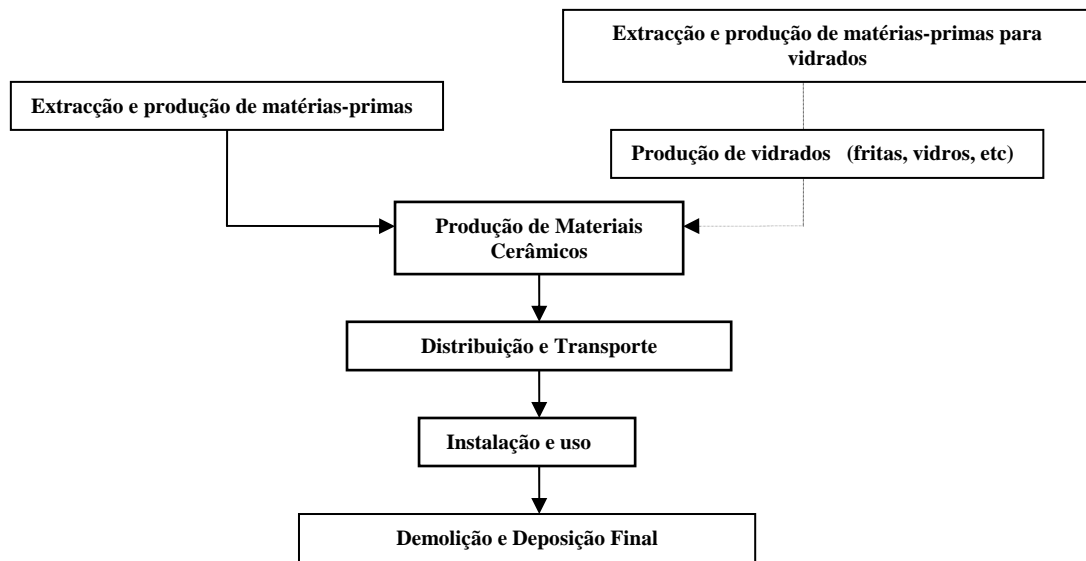 Extracção e produção de matérias-primas para
vidrados
Extracção e produção de matérias-primas
Produção de vidrados (fritas, vidros, etc)
Produção de Materiais
Cerâmicos
Distribuição e Transporte
Instalação e uso
Demolição e Deposição Final